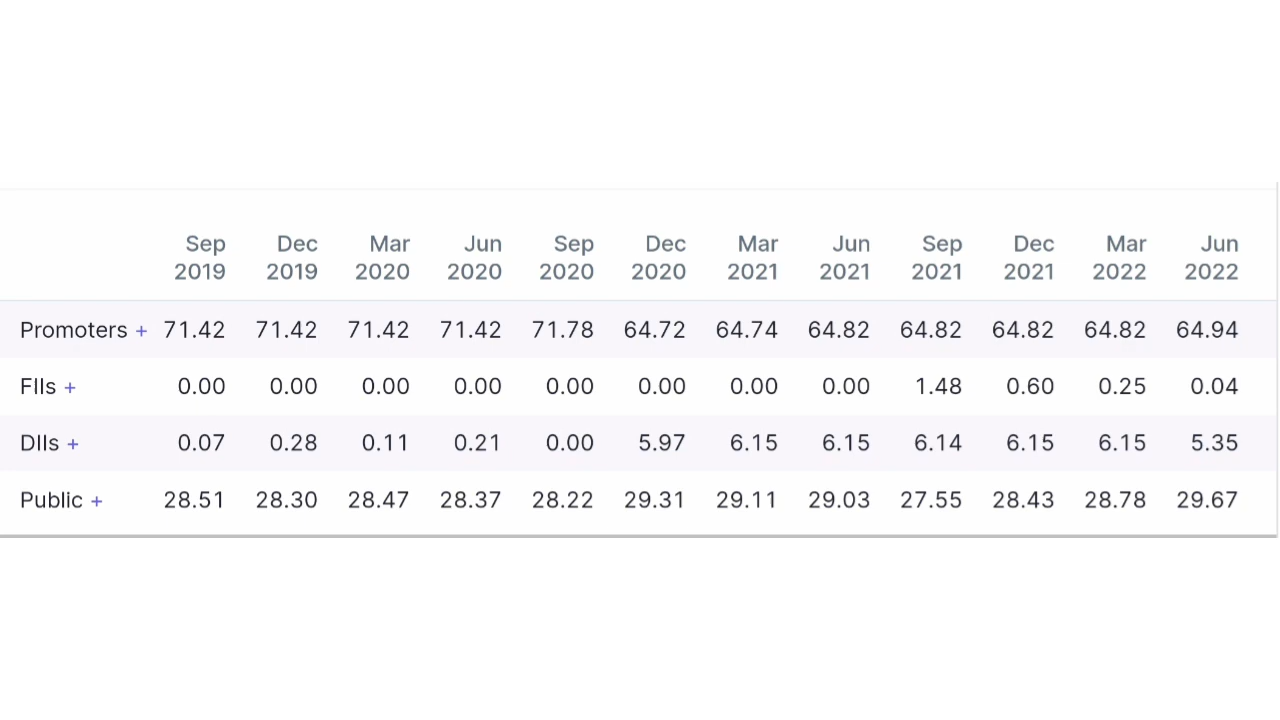 Sep Dec Mar Jun Sep Dec Mar Jun Sep Dec Mar Jun
2019 2019 2020 2020 2020 2020 2021 2021 2021 2021 2022 2022
Promoters + 71.42 71.42 71.42 71.42 71.78 64.72 64.74 64.82 64.82 64.82 64.82 64.94
FIIs + 0.00 0.00 0.00 0.00 0.00 0.00 0.00 0.00 1.48 0.60 0.25 0.04
DIIs + 0.07 0.28 0.11 0.21 0.00 5.97 6.15 6.15 6.14 6.15 6.15 5.35
Public + 28.51 28.30 28.47 28.37 28.22 29.31 29.11 29.03 27.55 28.43 28.78 29.67